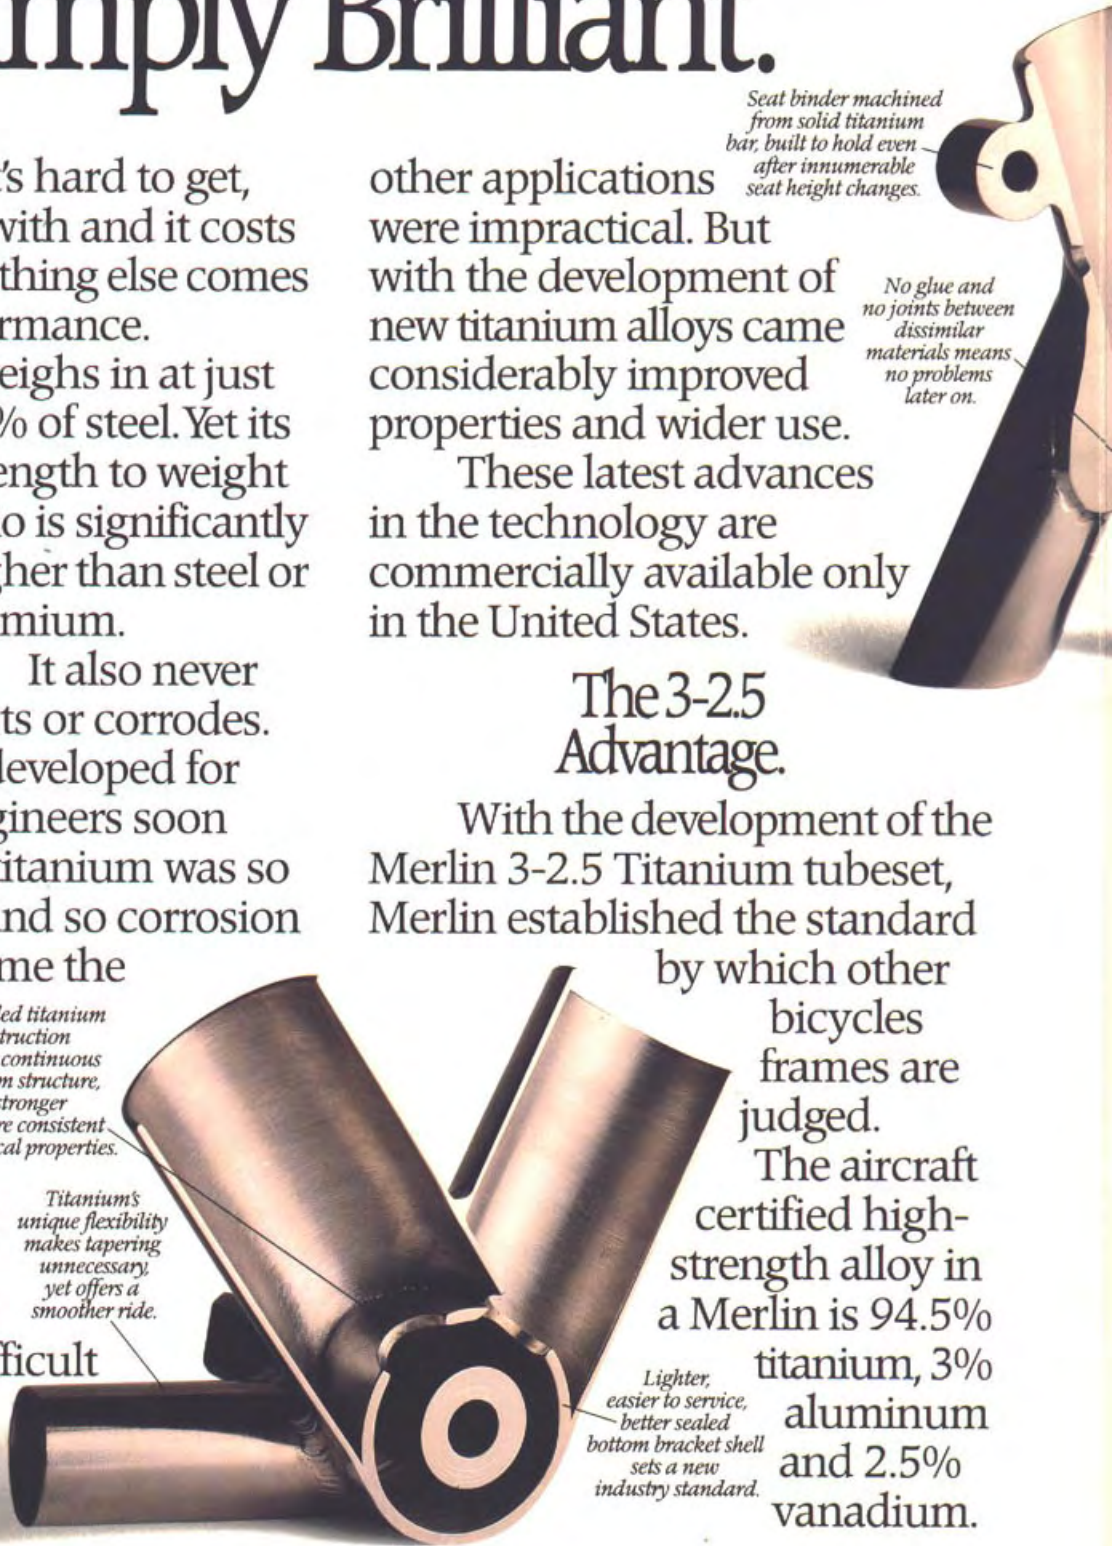 mply Brilliant.
's hard to get,
with and it costs
thing else comes
rmance.
eighs in at just
% of steel. Yet its
ength to weight
o is significantly
gher than steel or
mium.
It also never
ts or corrodes.
developed for
gineers soon
itanium was so
nd so corrosion
me the
led titanium
truction
continuous
m structure,
stronger
re consistent
cal properties.
Titanium's
unique flexibility
makes tapering
unnecessary,
yet offers a
smoother ride.
fficult
other applications
were impractical. But
with the development of
new titanium alloys came
considerably improved
properties and wider use.
These latest advances
in the technology are
commercially available only
in the United States.
Seat binder machined
from solid titanium
bar, built to hold even
after innumerable
seat height changes.
No glue and
no joints between
dissimilar
materials means
no problems
later on.
The 3-2.5
Advantage.
With the development of the
Merlin 3-2.5 Titanium tubeset,
Merlin established the standard
by which other
bicycles
frames are
judged.
The aircraft
certified high-
strength alloy in
a Merlin is 94.5%
titanium, 3%
aluminum
and 2.5%
vanadium.
Lighter,
easier to service,
better sealed
bottom bracket shell
sets a new
industry standard.